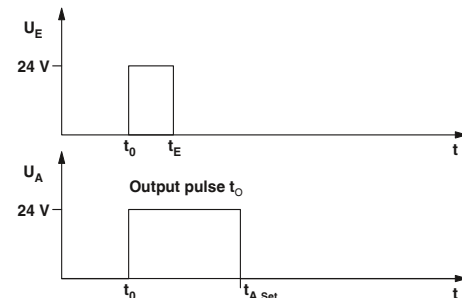 U_E
24 V
t_0 t_E t
U_A
Output pulse t_O
24 V
t_0 t_A Set t